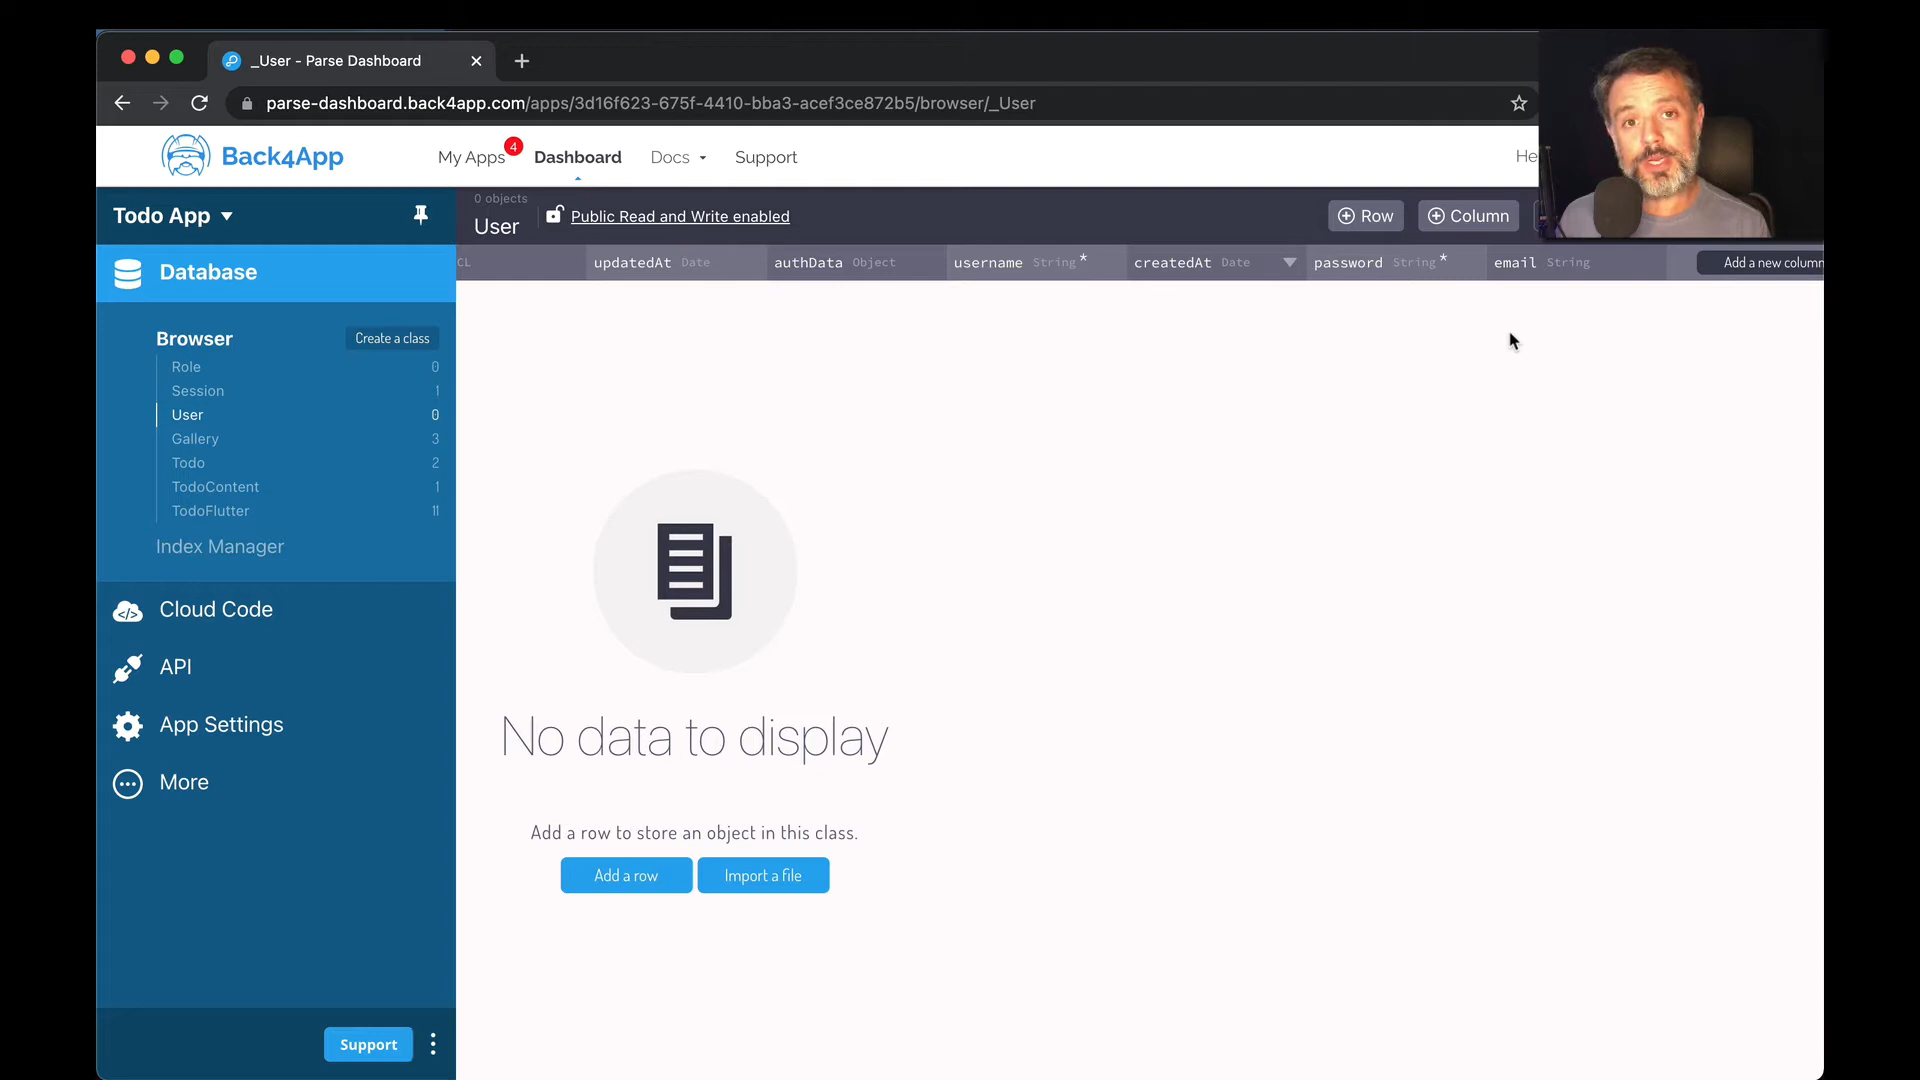 _User - Parse Dashboard
parse-dashboard.back4app.com/apps/3d16f623-675f-4410-bba3-acef3ce872b5/browser/_User
Back4App
My Apps 4
Dashboard
Docs
Support
He
Todo App
0 objects
User
Public Read and Write enabled
Row
Column
CL
updatedAt Date
authData Object
username String *
createdAt Date
password String *
email String
Add a new column
Database
Browser
Create a class
Role 0
Session 1
User 0
Gallery 3
Todo 2
TodoContent 1
TodoFlutter 11
Index Manager
Cloud Code
API
App Settings
More
No data to display
Add a row to store an object in this class.
Add a row
Import a file
Support